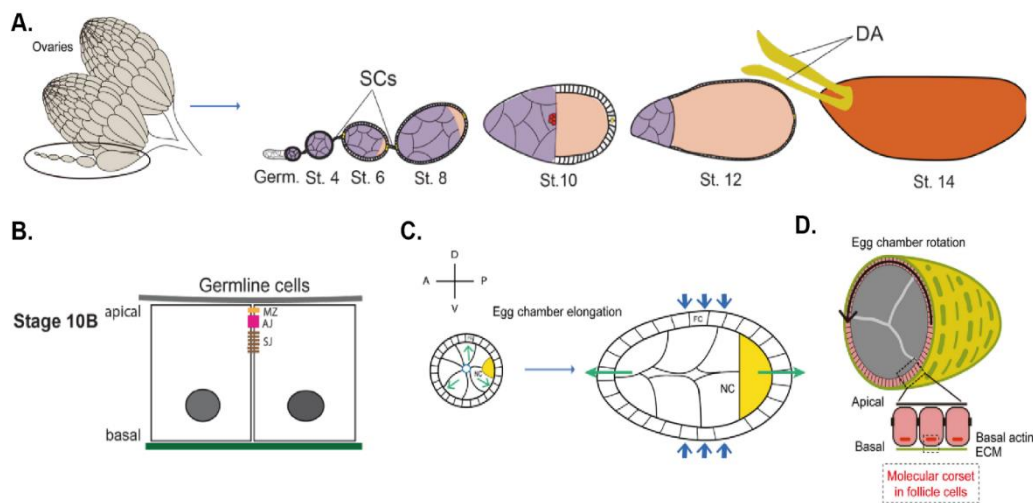 A.
Ovaries
SCs
DA
Germ. St. 4 St. 6 St. 8 St.10 St. 12 St. 14
B.
Stage 10B
Germline cells
apical
MZ
AJ
SJ
basal
C.
D
A P
V
Egg chamber elongation
FC
NC
NC
D.
Egg chamber rotation
Apical
Basal
Basal actin
ECM
Molecular corset
in follicle cells